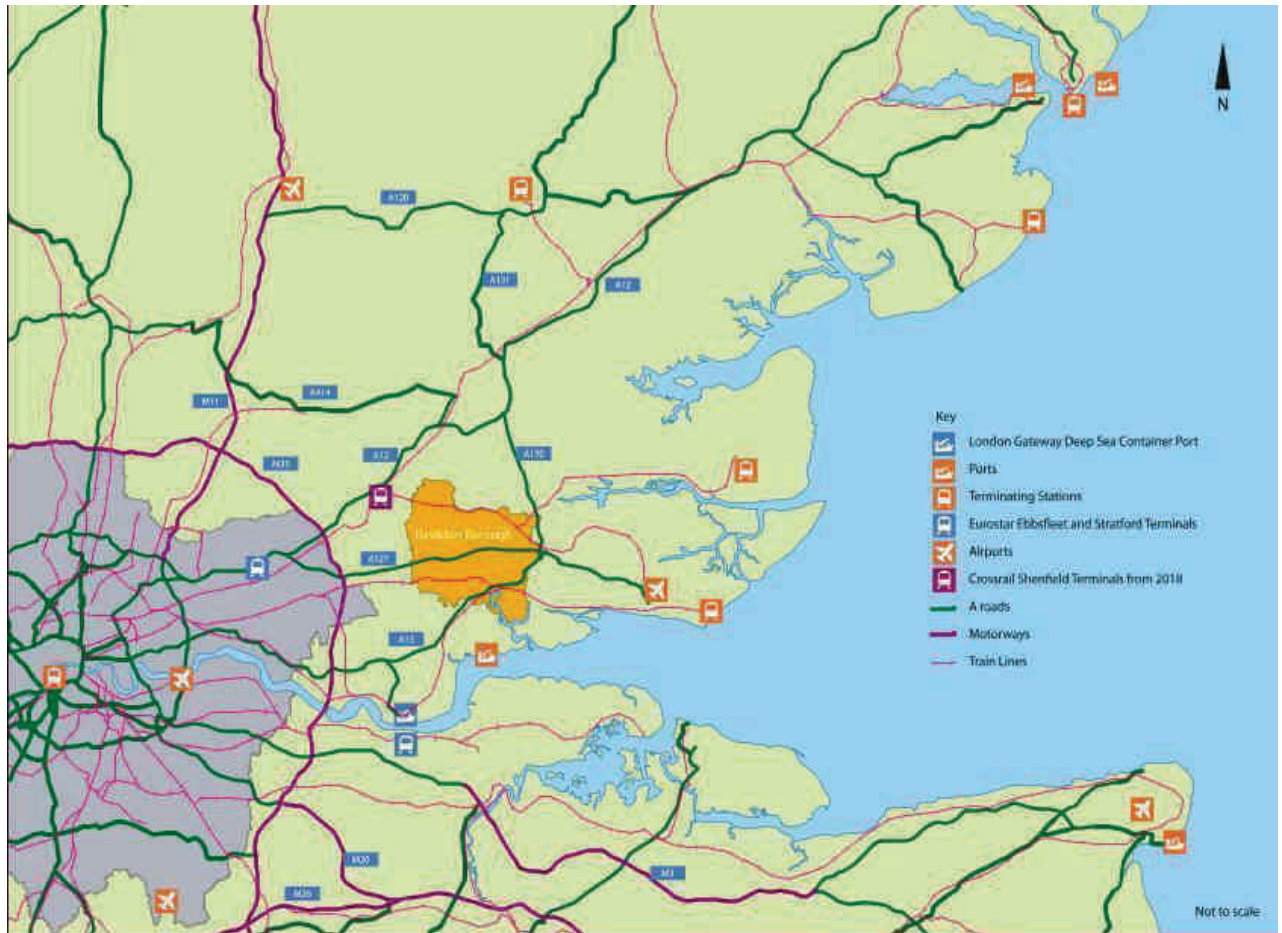 N
A120
A131
A12
A414
M11
Key
London Gateway Deep Sea Container Port
A12
A130
M25
Ports
Terminating Stations
Basildon Borough
Eurostar Ebbsfleet and Stratford Terminals
A127
Airports
Crossrail Shenfield Terminals from 2018
A roads
A13
Motorways
Train Lines
M20
M2
M26
Not to scale